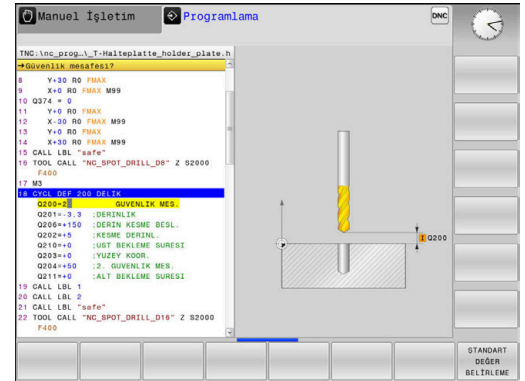 Manuel İşletim
Programlama
DNC
TNC:\nc_prog…\_T-Halteplatte_holder_plate.h
→Güvenlik mesafesi?
8 Y+30 R0 FMAX
9 X+0 R0 FMAX M99
10 Q374 = 0
11 Y+0 R0 FMAX
12 X-30 R0 FMAX M99
13 Y+0 R0 FMAX
14 X+30 R0 FMAX M99
15 CALL LBL "safe"
16 TOOL CALL "NC_SPOT_DRILL_D8" Z S2000
F400
17 M3
18 CYCL DEF 200 DELIK
Q200=2 GUVENLIK MES.
Q201=-3.3 ;DERINLIK
Q206=+150 ;DERIN KESME BESL.
Q202=+5 ;KESME DERINL.
Q210=+0 ;UST BEKLEME SURESI
Q203=+0 ;YUZEY KOOR.
Q204=+50 ;2. GUVENLIK MES.
Q211=+0 ;ALT BEKLEME SURESI
19 CALL LBL 1
20 CALL LBL 2
21 CALL LBL "safe"
22 TOOL CALL "NC_SPOT_DRILL_D16" Z S2000
F400
Q200
STANDART
DEĞER
BELİRLEME